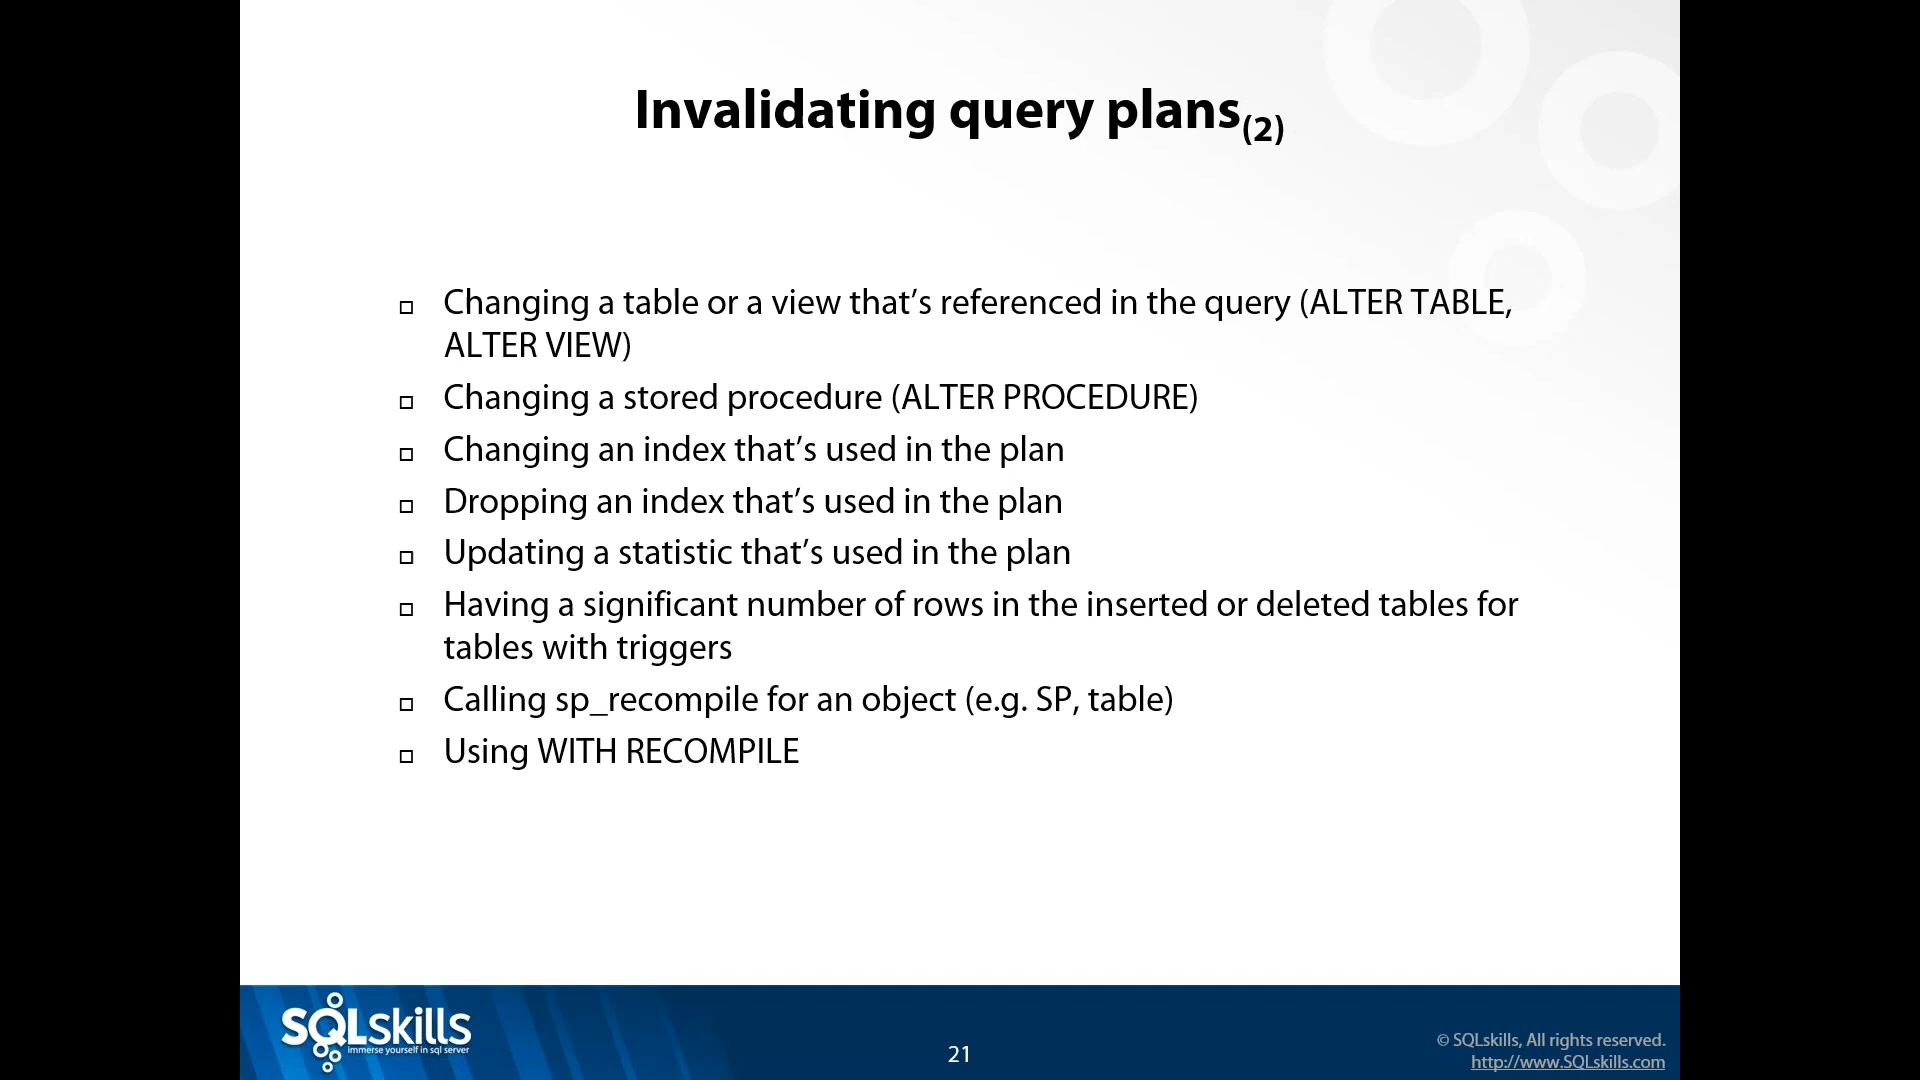 Invalidating query plans(2)
Changing a table or a view that’s referenced in the query (ALTER TABLE,
ALTER VIEW)
Changing a stored procedure (ALTER PROCEDURE)
Changing an index that’s used in the plan
Dropping an index that’s used in the plan
Updating a statistic that’s used in the plan
Having a significant number of rows in the inserted or deleted tables for
tables with triggers
Calling sp_recompile for an object (e.g. SP, table)
Using WITH RECOMPILE
SQLskills
immerse yourself in sql server
21
© SQLskills, All rights reserved.
http://www.SQLskills.com